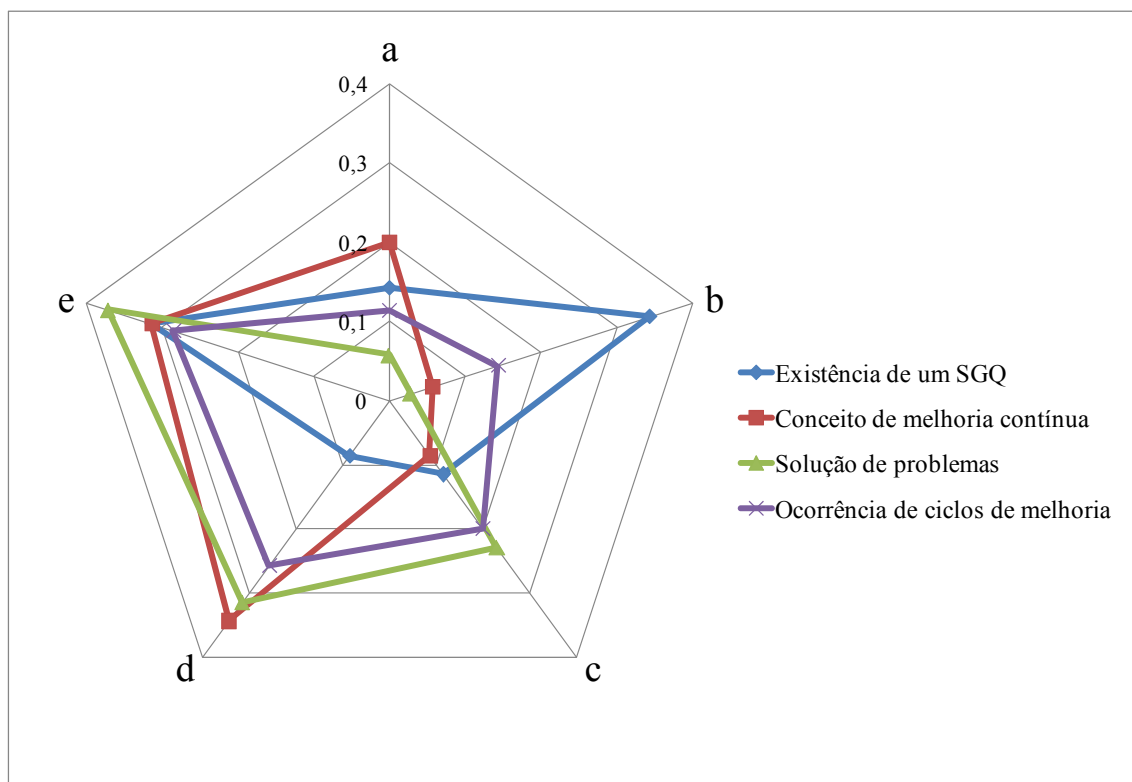 a
0,4
0,3
0,2
e
b
0,1
0
Existência de um SGQ
Conceito de melhoria contínua
Solução de problemas
Ocorrência de ciclos de melhoria
d
c